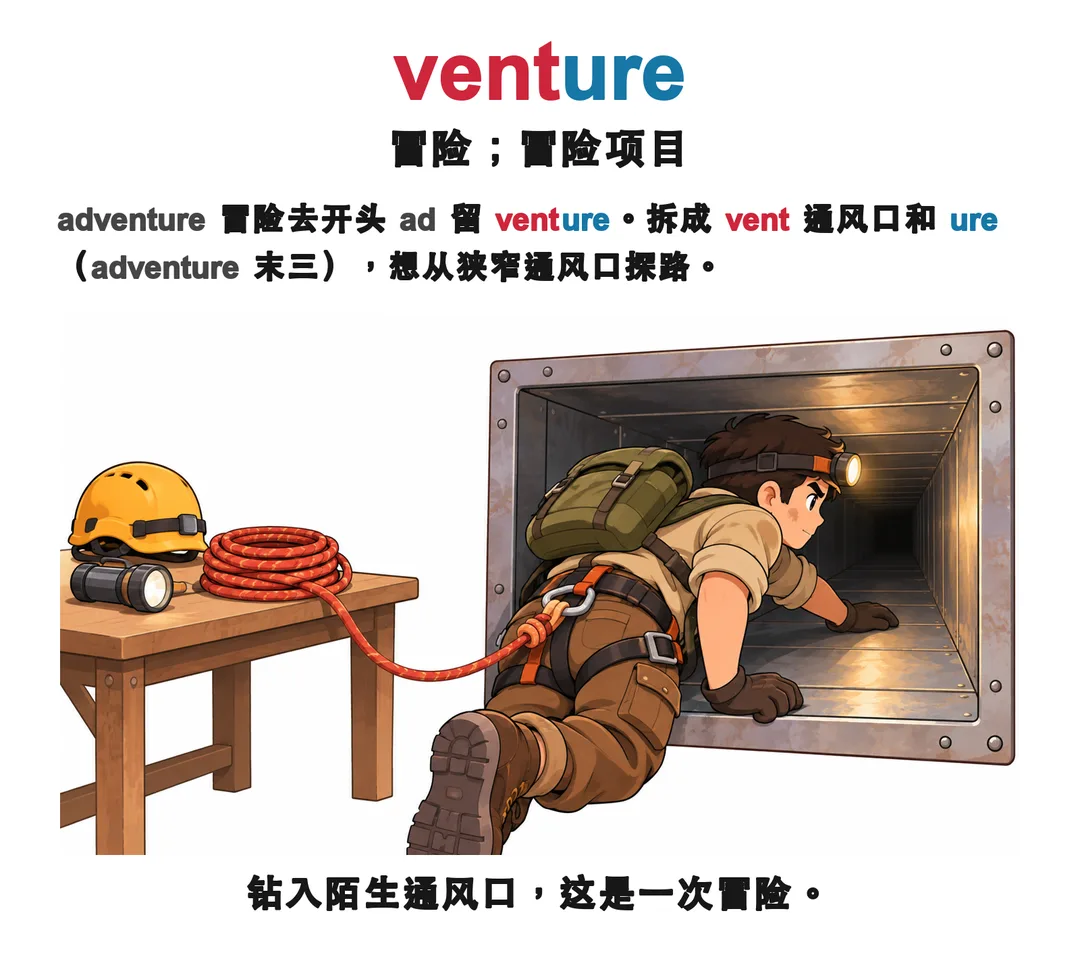 venture
冒险；冒险项目
adventure 冒险去开头 ad 留 venture。拆成 vent 通风口和 ure
（adventure 末三），想从狭窄通风口探路。
钻入陌生通风口，这是一次冒险。